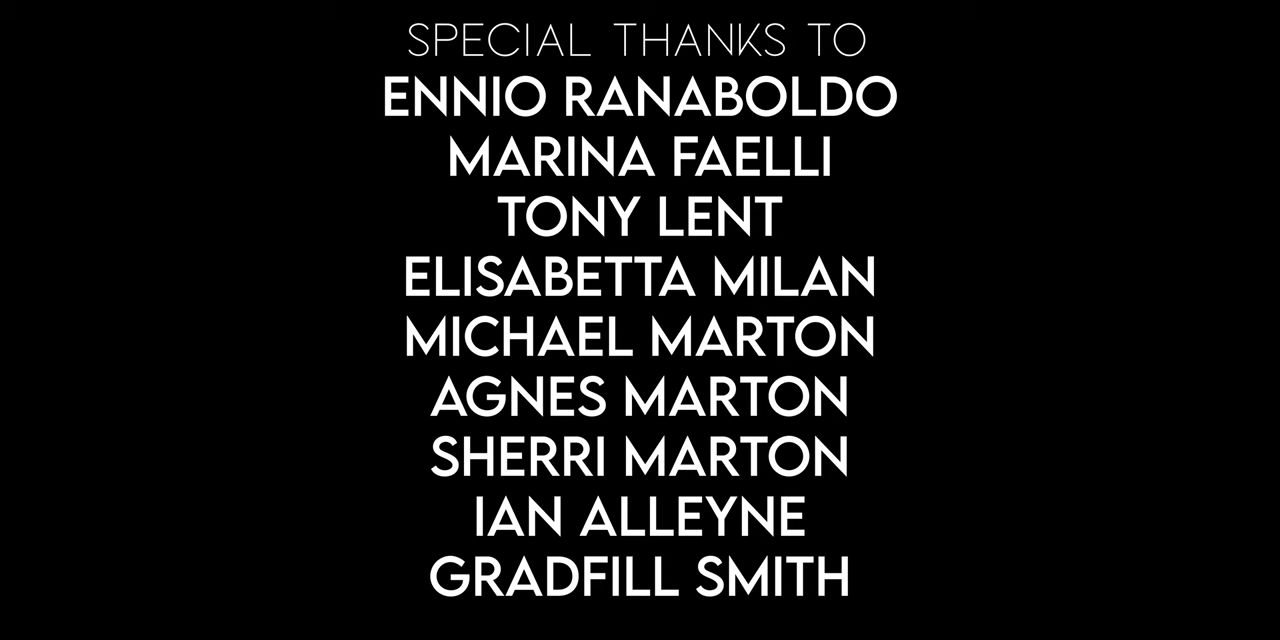 SPECIAL THANKS TO
ENNIO RANABOLDO
MARINA FAELLI
TONY LENT
ELISABETTA MILAN
MICHAEL MARTON
AGNES MARTON
SHERRI MARTON
IAN ALLEYNE
GRADFILL SMITH